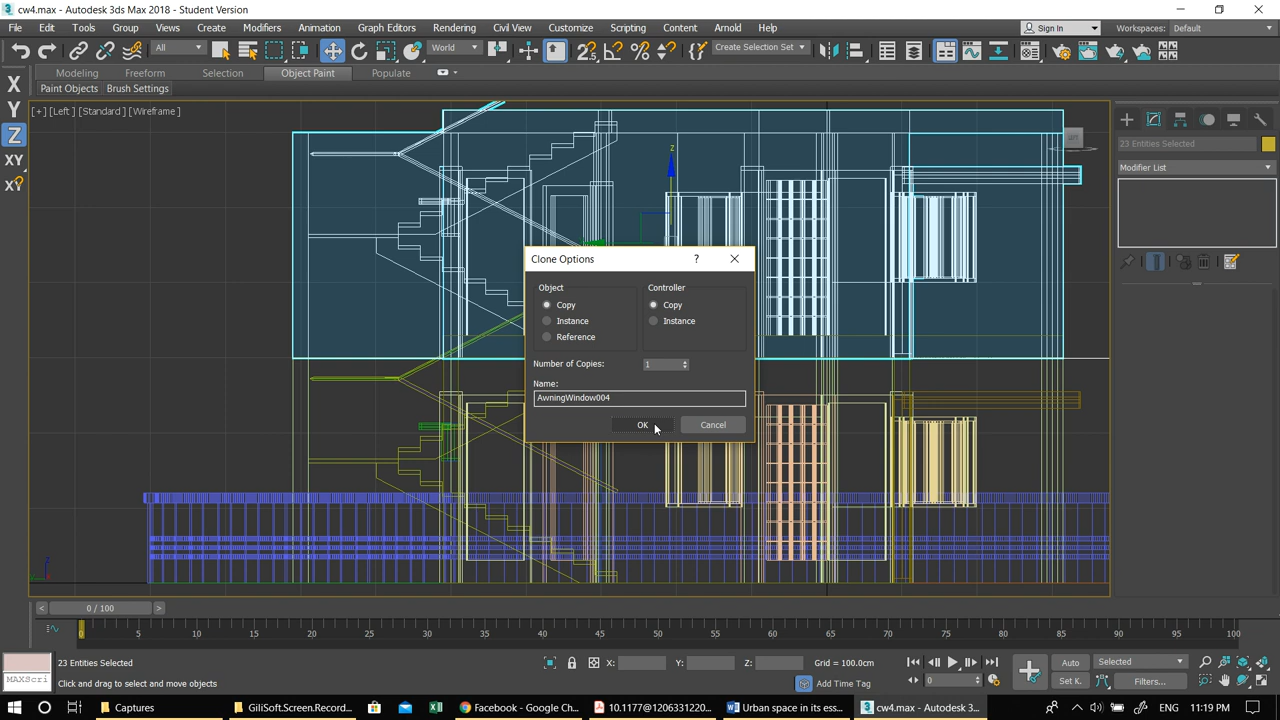 cw4.max - Autodesk 3ds Max 2018 - Student Version
File Edit Tools Group Views Create Modifiers Animation Graph Editors Rendering Civil View Customize Scripting Content Arnold Help Sign In Workspaces: Default
All World Create Selection Set
Modeling Freeform Selection Object Paint Populate
Paint Objects Brush Settings
X
Y
Z
XY
XY
[+] [Left] [Standard] [Wireframe]
23 Entities Selected
Modifier List
Clone Options ?
Object Controller
Copy Copy
Instance Instance
Reference
Number of Copies: 1
Name:
AwningWindow004
OK Cancel
z
< 0 / 100 >
0 5 10 15 20 25 30 35 40 45 50 55 60 65 70 75 80 85 90 95 100
23 Entities Selected X: Y: Z: Grid = 100.0cm Auto Selected
MAXScri Click and drag to select and move objects Add Time Tag 0 Set K. Filters...
Captures GiliSoft.Screen.Record... Facebook - Google Ch... 10.1177@1206331220... Urban space in its ess... cw4.max - Autodesk 3... 11:19 PM